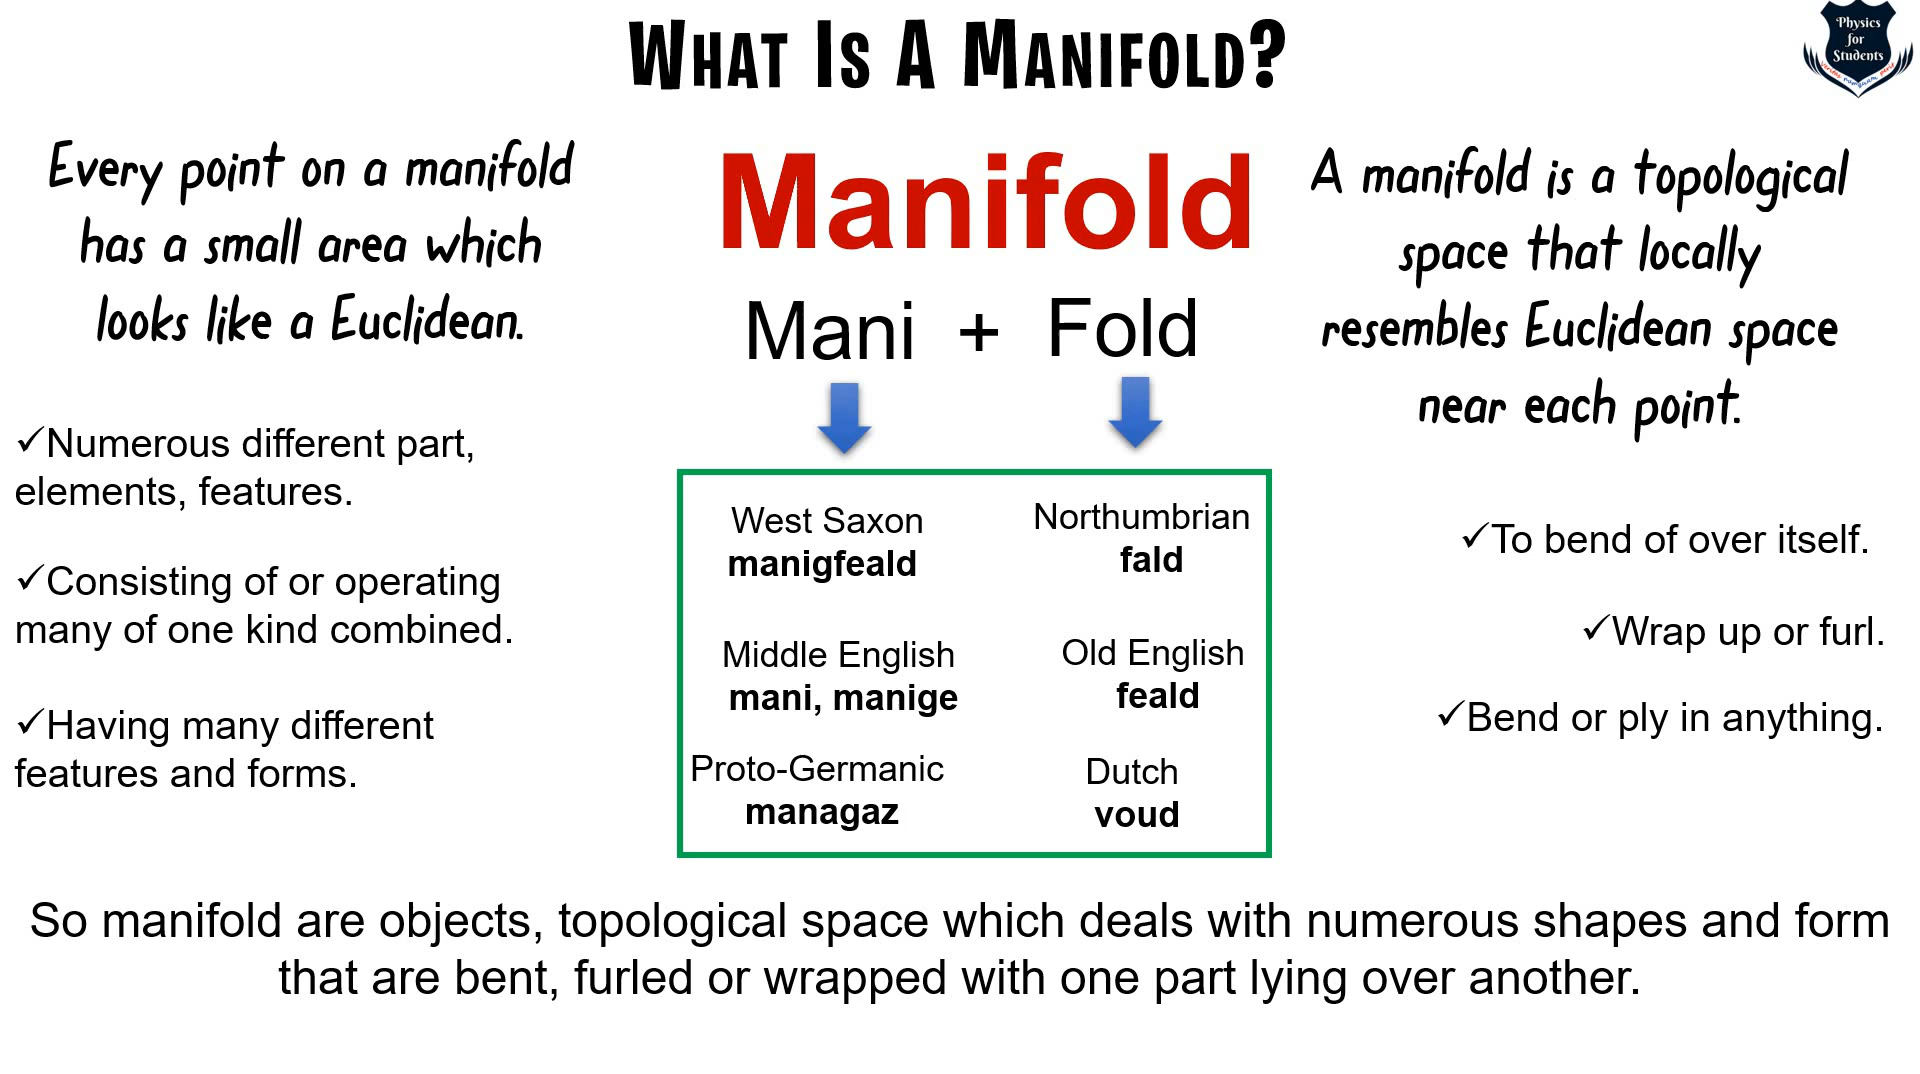 WHAT IS A MANIFOLD?
Physics
for
Students
Every point on a manifold
has a small area which
looks like a Euclidean.
✓Numerous different part,
elements, features.
✓Consisting of or operating
many of one kind combined.
✓Having many different
features and forms.
Manifold
Mani + Fold
West Saxon
manigfeald
Middle English
mani, manige
Proto-Germanic
managaz
Northumbrian
fald
Old English
feald
Dutch
voud
A manifold is a topological
space that locally
resembles Euclidean space
near each point.
✓To bend of over itself.
✓Wrap up or furl.
✓Bend or ply in anything.
So manifold are objects, topological space which deals with numerous shapes and form
that are bent, furled or wrapped with one part lying over another.